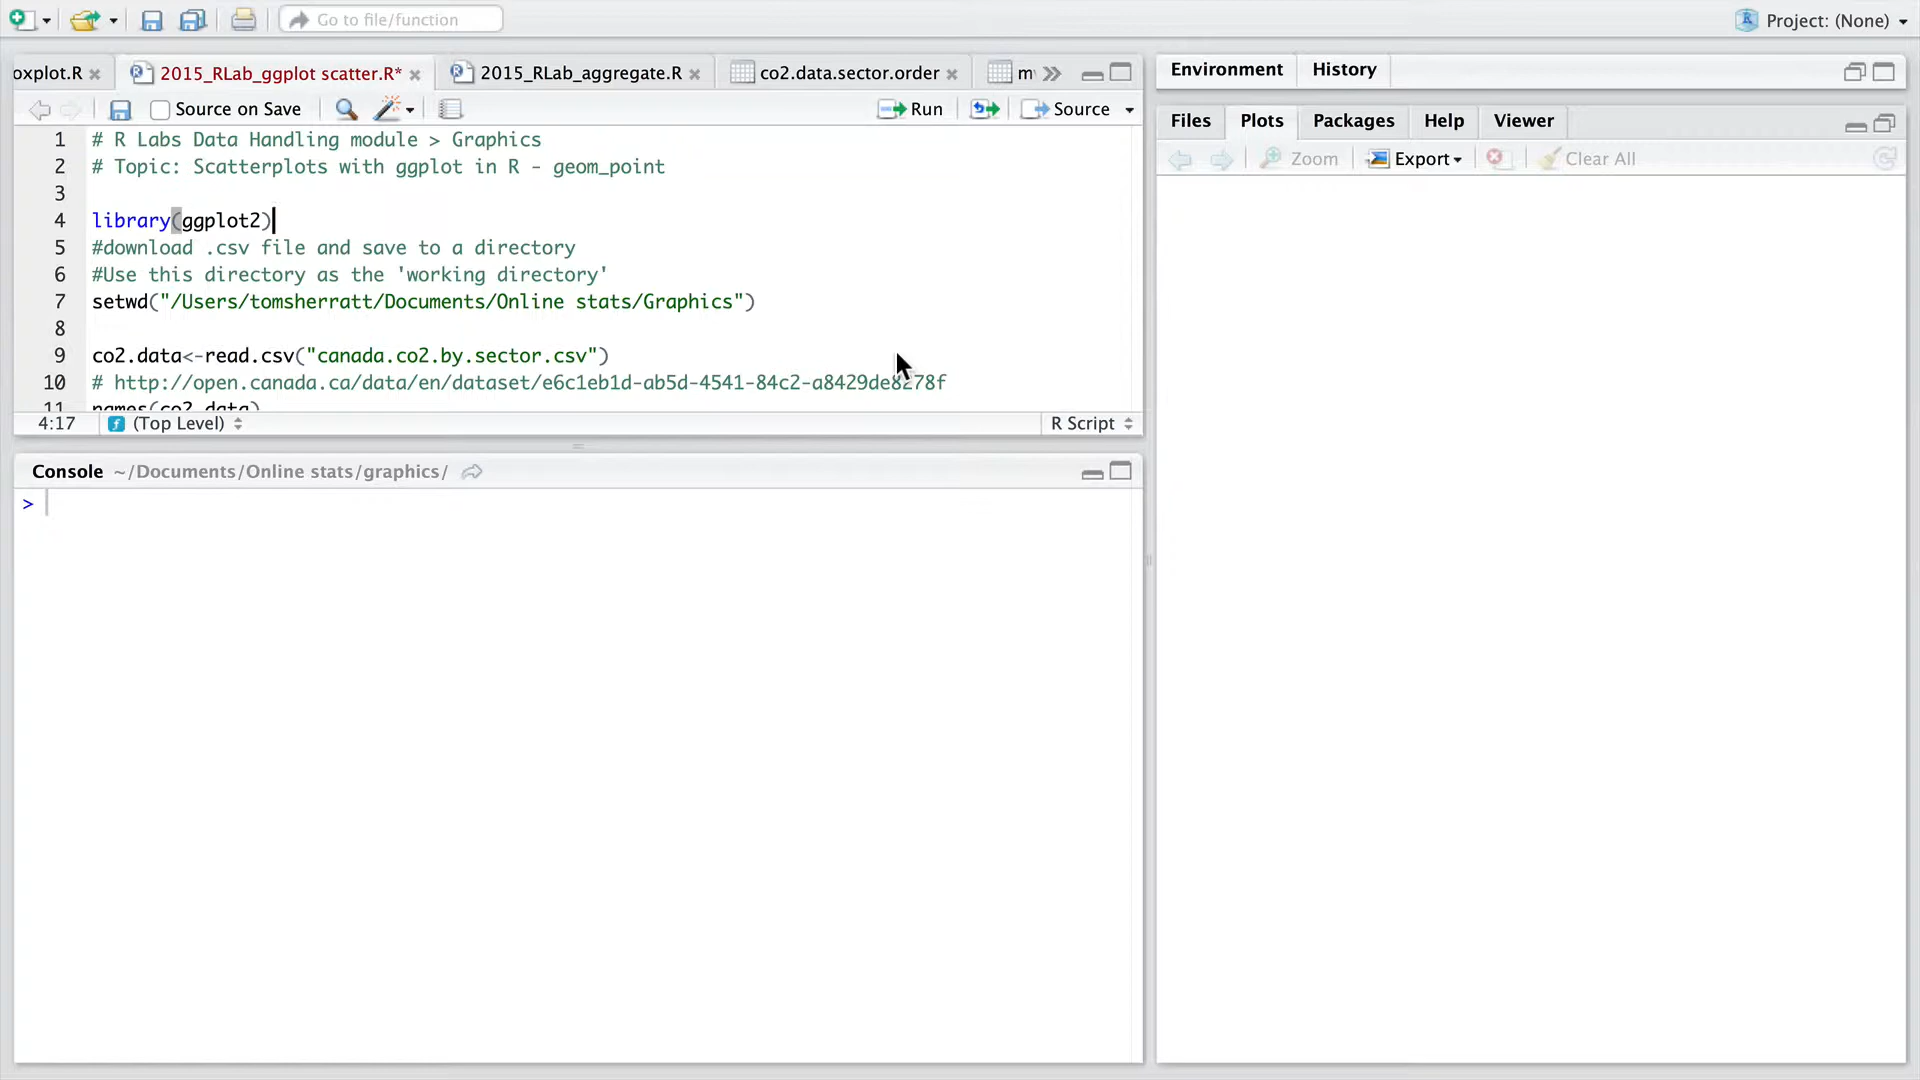 Go to file/function
Project: (None)
oxplot.R
2015_RLab_ggplot scatter.R*
2015_RLab_aggregate.R
co2.data.sector.order
Source on Save
Run
Source
1 # R Labs Data Handling module > Graphics
2 # Topic: Scatterplots with ggplot in R - geom_point
3
4 library(ggplot2)
5 #download .csv file and save to a directory
6 #Use this directory as the 'working directory'
7 setwd("/Users/tomsherratt/Documents/Online stats/Graphics")
8
9 co2.data<-read.csv("canada.co2.by.sector.csv")
10 # http://open.canada.ca/data/en/dataset/e6c1eb1d-ab5d-4541-84c2-a8429de8278f
11 names(co2.data)
4:17
(Top Level)
R Script
Console ~/Documents/Online stats/graphics/
>
Environment
History
Files
Plots
Packages
Help
Viewer
Zoom
Export
Clear All